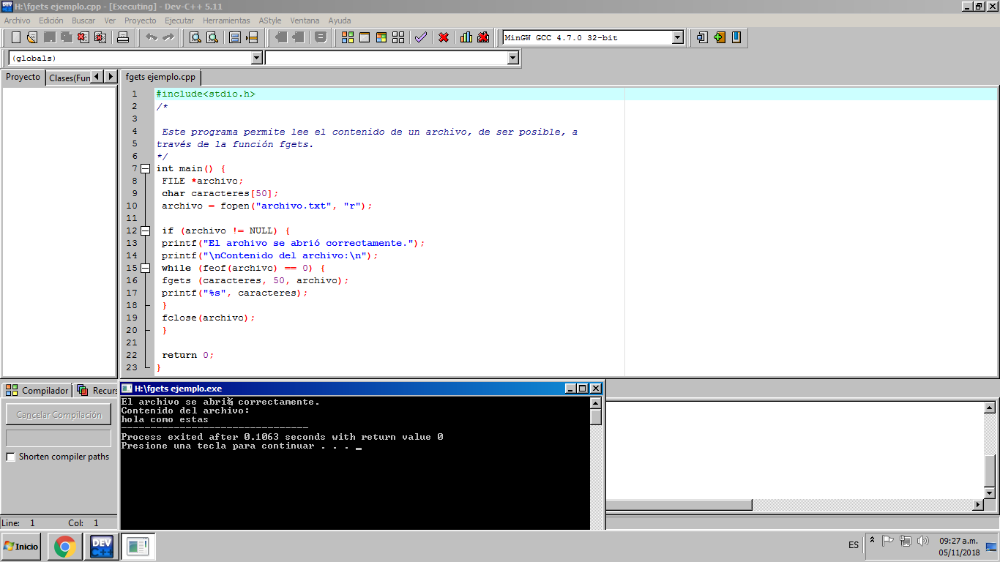 H:\fgets ejemplo.cpp - [Executing] - Dev-C++ 5.11
Archivo Edición Buscar Ver Proyecto Ejecutar Herramientas AStyle Ventana Ayuda
MinGW GCC 4.7.0 32-bit
(globals)
Proyecto Clases(Fun fgets ejemplo.cpp
1 #include<stdio.h>
2 /*
3
4 Este programa permite lee el contenido de un archivo, de ser posible, a
5 través de la función fgets.
6 */
7 int main() {
8 FILE *archivo;
9 char caracteres[50];
10 archivo = fopen("archivo.txt", "r");
11
12 if (archivo != NULL) {
13 printf("El archivo se abrió correctamente.");
14 printf("\nContenido del archivo:\n");
15 while (feof(archivo) == 0) {
16 fgets (caracteres, 50, archivo);
17 printf("%s", caracteres);
18 }
19 fclose(archivo);
20 }
21
22 return 0;
23 }
Compilador Recurs
Cancelar Compilación
Shorten compiler paths
H:\fgets ejemplo.exe
El archivo se abri¾ correctamente.
Contenido del archivo:
hola como estas
--------------------------------
Process exited after 0.1063 seconds with return value 0
Presione una tecla para continuar . . . _
Line: 1 Col: 1
Inicio
DEV C++
ES
09:27 a.m.
05/11/2018